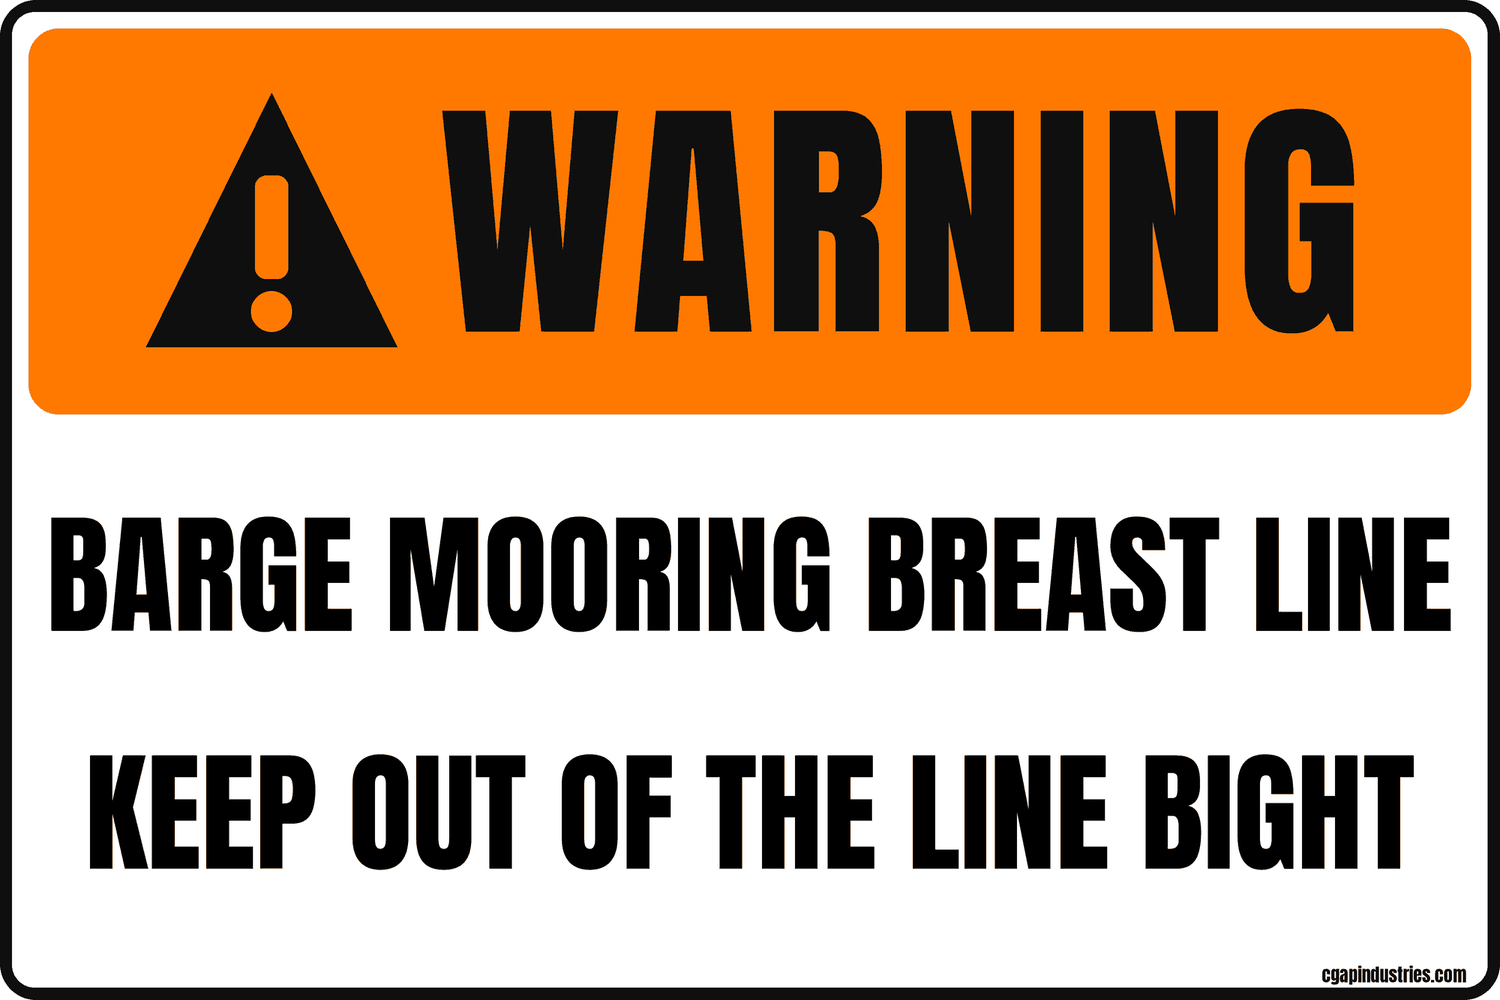 WARNING
BARGE MOORING BREAST LINE
KEEP OUT OF THE LINE BIGHT
cgapindustries.com